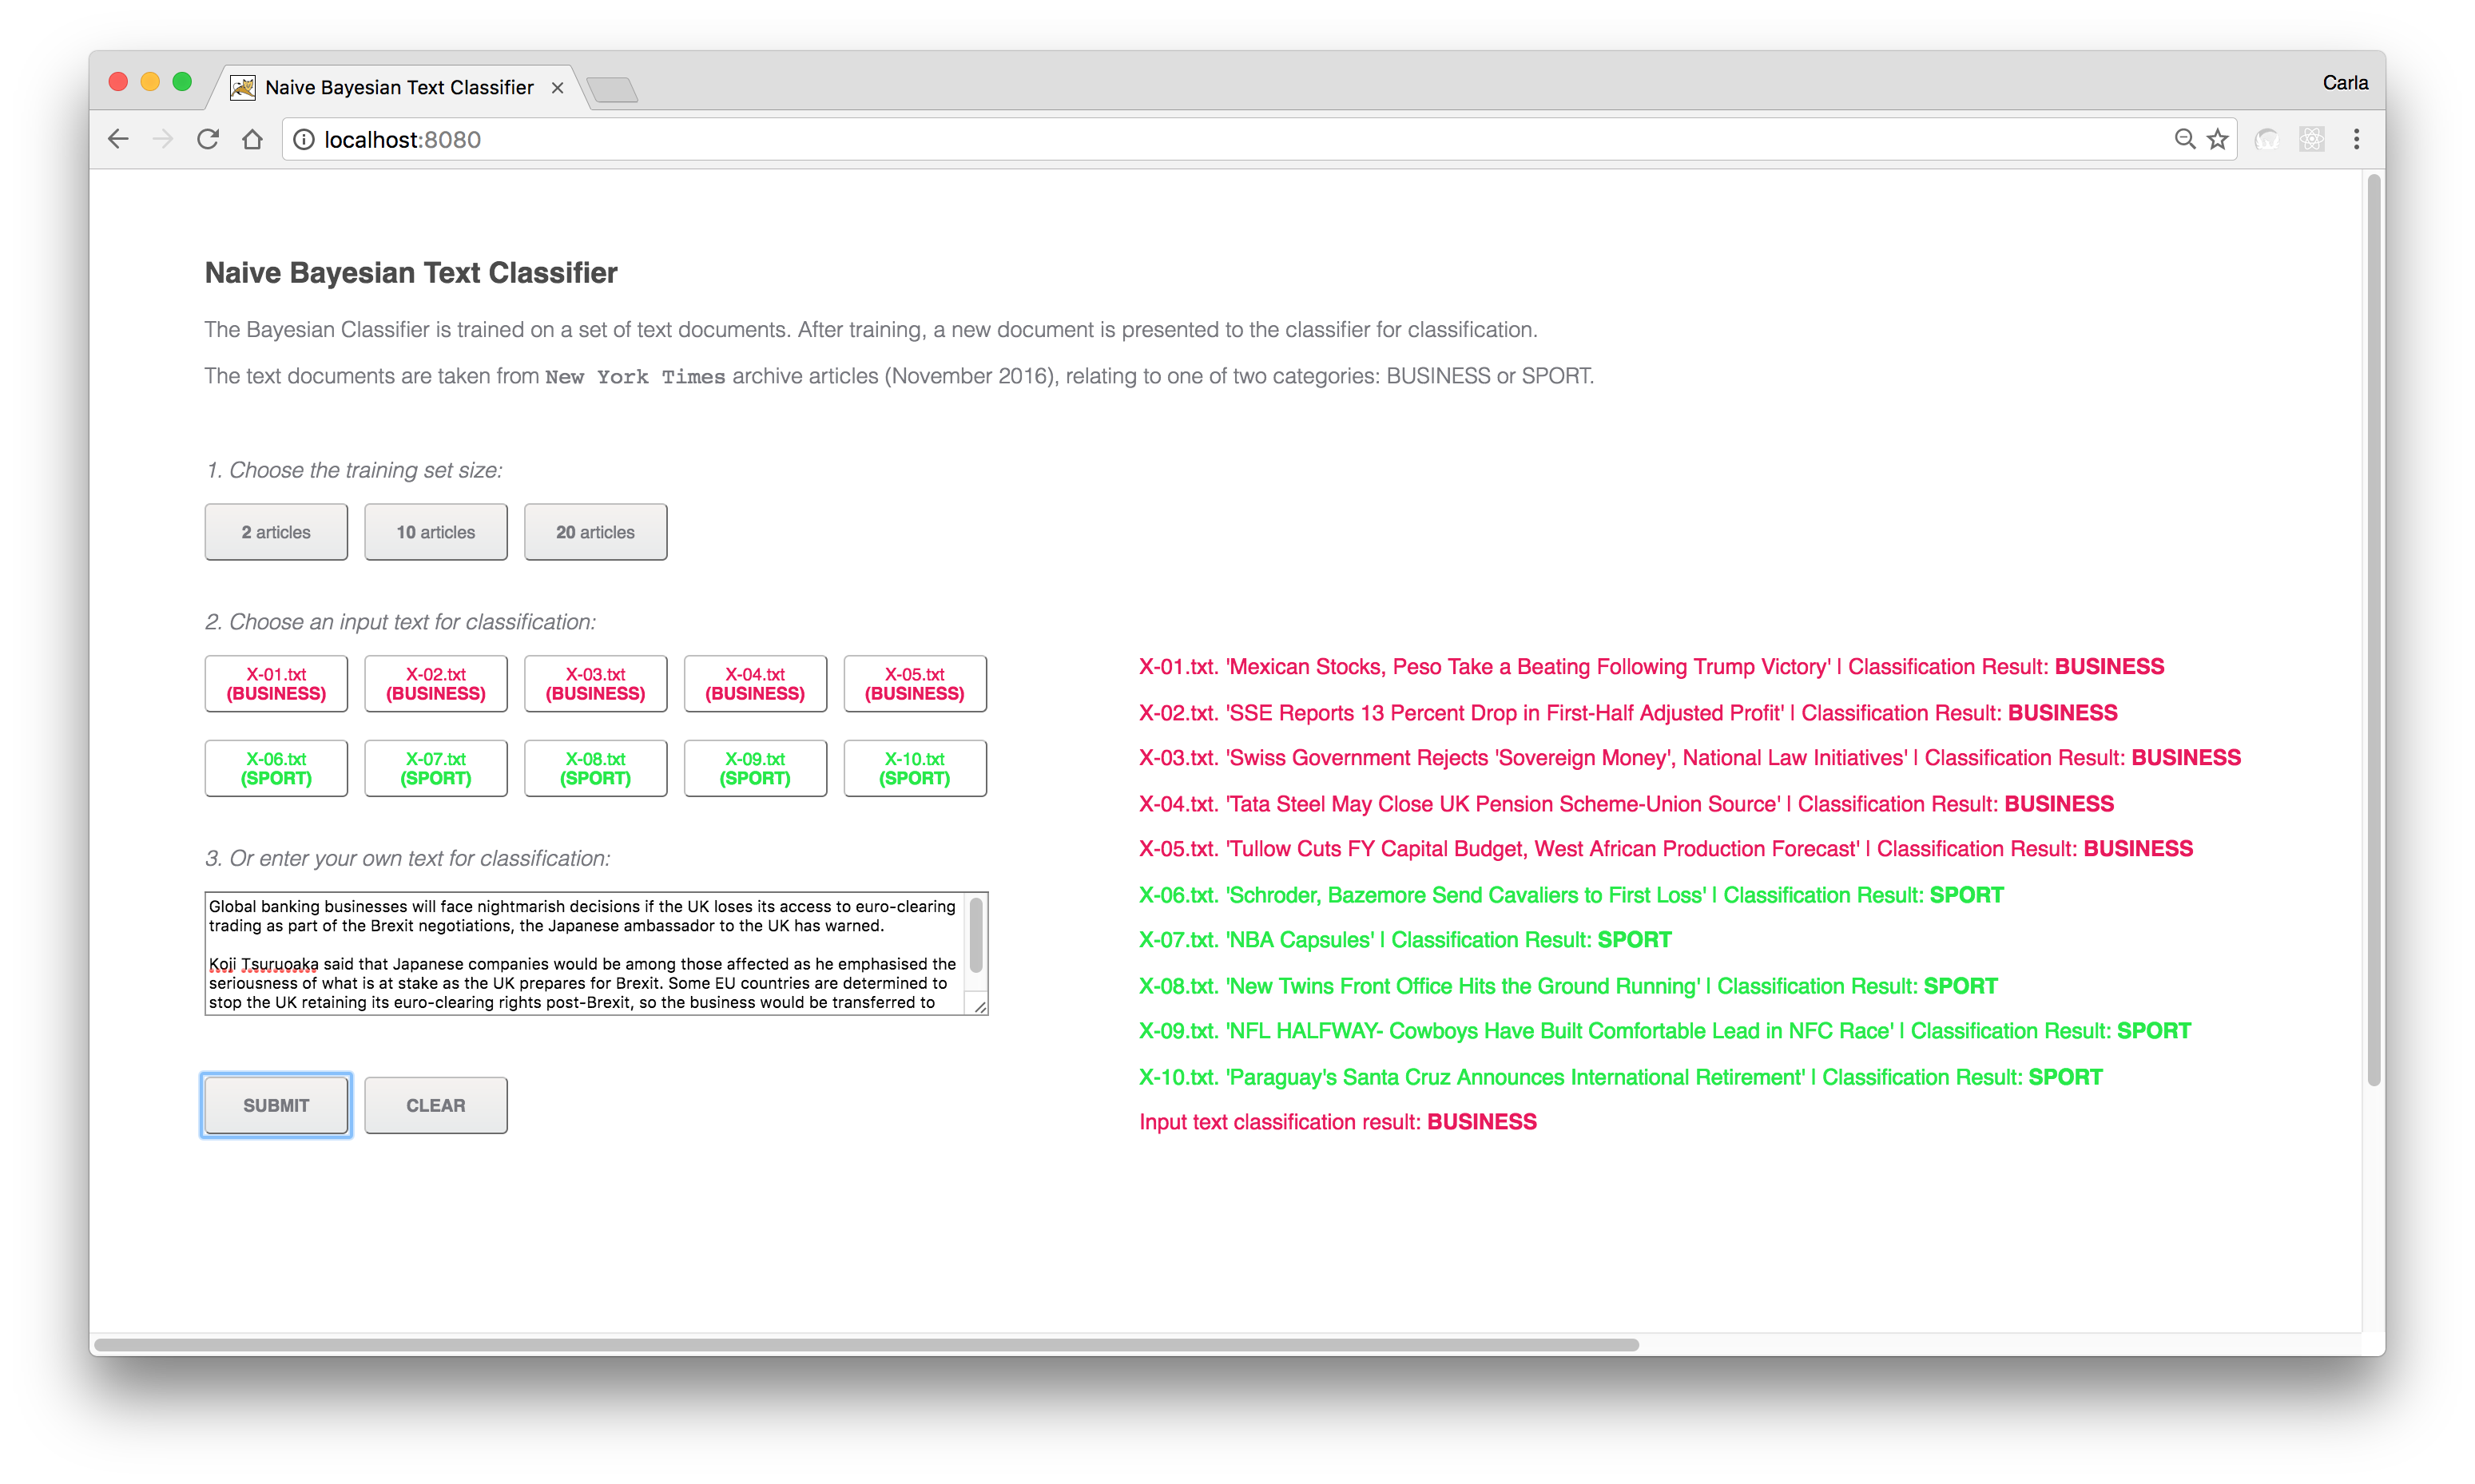 Naive Bayesian Text Classifier
Carla
localhost:8080
Naive Bayesian Text Classifier
The Bayesian Classifier is trained on a set of text documents. After training, a new document is presented to the classifier for classification.
The text documents are taken from New York Times archive articles (November 2016), relating to one of two categories: BUSINESS or SPORT.
1. Choose the training set size:
2 articles
10 articles
20 articles
2. Choose an input text for classification:
X-01.txt
(BUSINESS)
X-02.txt
(BUSINESS)
X-03.txt
(BUSINESS)
X-04.txt
(BUSINESS)
X-05.txt
(BUSINESS)
X-06.txt
(SPORT)
X-07.txt
(SPORT)
X-08.txt
(SPORT)
X-09.txt
(SPORT)
X-10.txt
(SPORT)
3. Or enter your own text for classification:
Global banking businesses will face nightmarish decisions if the UK loses its access to euro-clearing
trading as part of the Brexit negotiations, the Japanese ambassador to the UK has warned.
Koji Tsuruoaka said that Japanese companies would be among those affected as he emphasised the
seriousness of what is at stake as the UK prepares for Brexit. Some EU countries are determined to
stop the UK retaining its euro-clearing rights post-Brexit, so the business would be transferred to
SUBMIT
CLEAR
X-01.txt. 'Mexican Stocks, Peso Take a Beating Following Trump Victory' | Classification Result: BUSINESS
X-02.txt. 'SSE Reports 13 Percent Drop in First-Half Adjusted Profit' | Classification Result: BUSINESS
X-03.txt. 'Swiss Government Rejects 'Sovereign Money', National Law Initiatives' | Classification Result: BUSINESS
X-04.txt. 'Tata Steel May Close UK Pension Scheme-Union Source' | Classification Result: BUSINESS
X-05.txt. 'Tullow Cuts FY Capital Budget, West African Production Forecast' | Classification Result: BUSINESS
X-06.txt. 'Schroder, Bazemore Send Cavaliers to First Loss' | Classification Result: SPORT
X-07.txt. 'NBA Capsules' | Classification Result: SPORT
X-08.txt. 'New Twins Front Office Hits the Ground Running' | Classification Result: SPORT
X-09.txt. 'NFL HALFWAY- Cowboys Have Built Comfortable Lead in NFC Race' | Classification Result: SPORT
X-10.txt. 'Paraguay's Santa Cruz Announces International Retirement' | Classification Result: SPORT
Input text classification result: BUSINESS